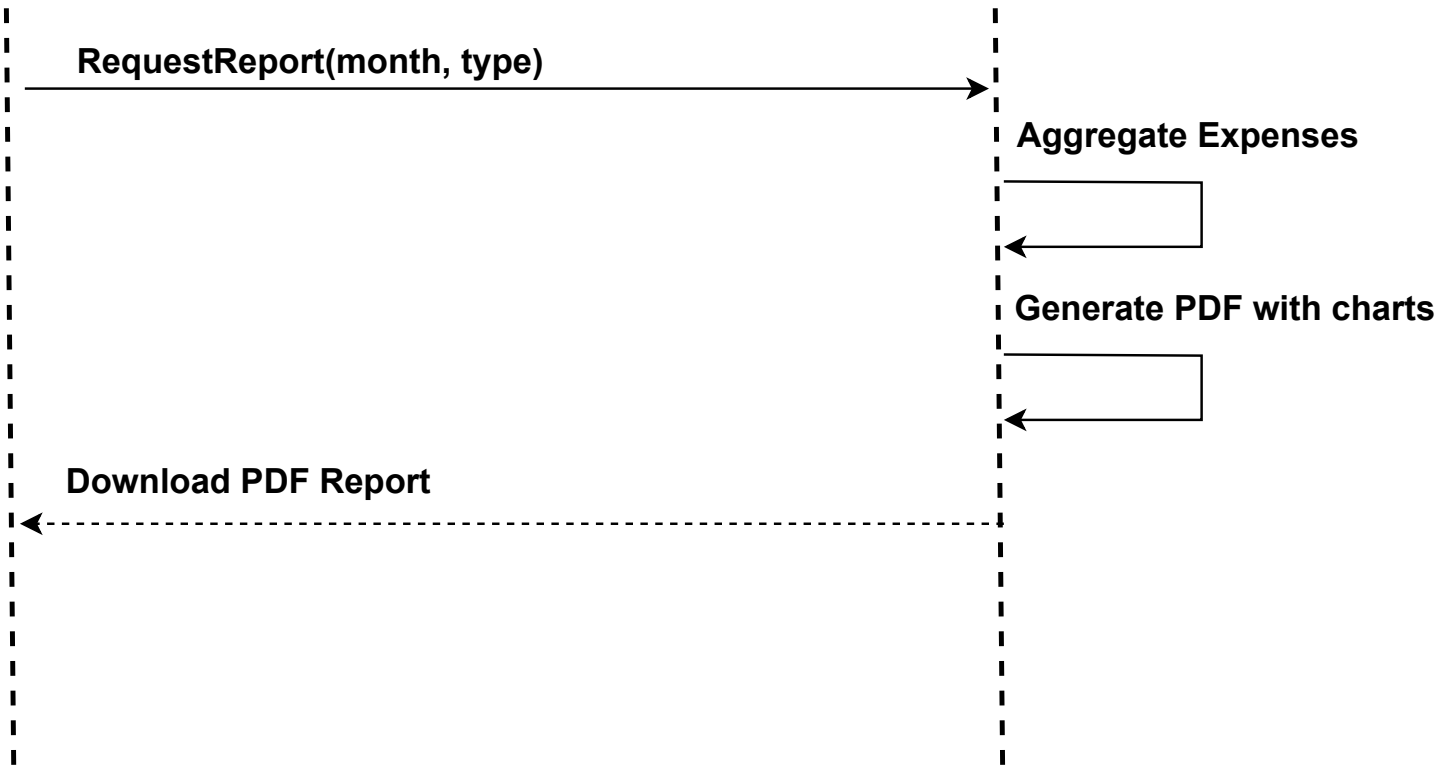 RequestReport(month, type)
Aggregate Expenses
Generate PDF with charts
Download PDF Report